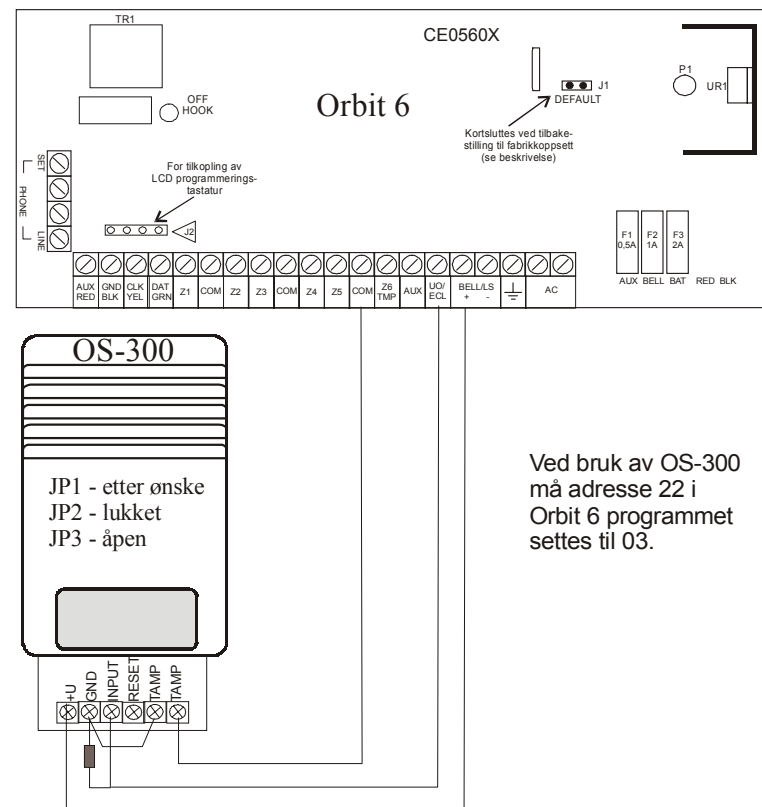 TR1
CE0560X
P1
UR1
J1
DEFAULT
OFF
HOOK
Orbit 6
Kortsluttes ved tilbake-
stilling til fabrikkoppsett
(se beskrivelse)
For tilkopling av
LCD programmerings-
tastatur
SET
PHONE
LINE
J2
F1
0,5A
F2
1A
F3
2A
AUX BELL BAT RED BLK
AUX
RED
GND
BLK
CLK
YEL
DAT
GRN
Z1
COM
Z2
Z3
COM
Z4
Z5
COM
Z6
TMP
AUX
UO/
ECL
BELL/LS
+ -
AC
OS-300
JP1 - etter ønske
JP2 - lukket
JP3 - åpen
Ved bruk av OS-300
må adresse 22 i
Orbit 6 programmet
settes til 03.
+U
GND
INPUT
RESET
TAMP
TAMP